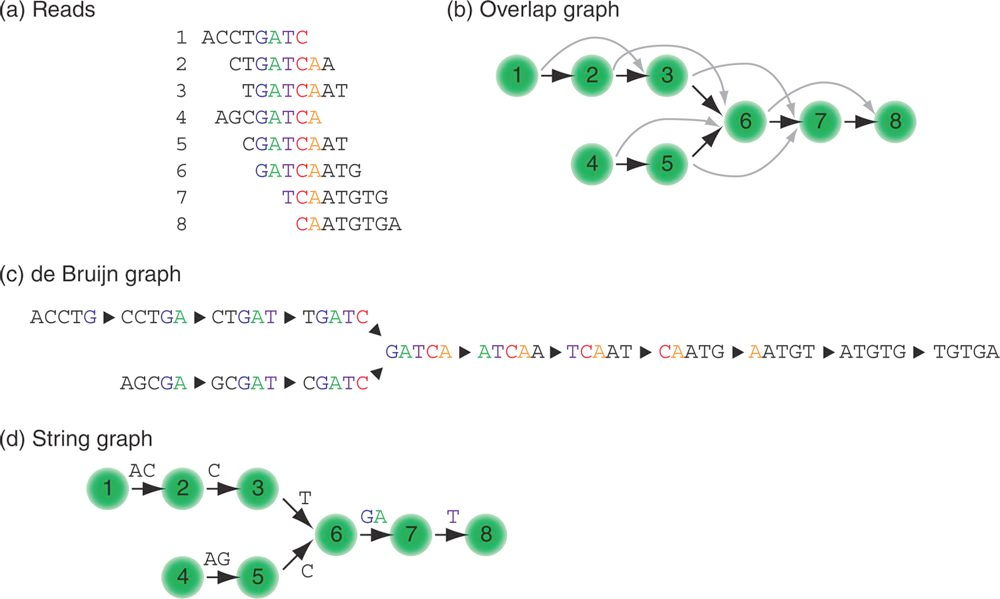 (a) Reads
1 ACCTGATC
2 CTGATCAA
3 TGATCAAT
4 AGCGATCA
5 CGATCAAT
6 GATCAATG
7 TCAATGTG
8 CAATGTGA
(b) Overlap graph
1 2 3
6 7 8
4 5
(c) de Bruijn graph
ACCTG ▶ CCTGA ▶ CTGAT ▶ TGATC
GATCA ▶ ATCAA ▶ TCAAT ▶ CAATG ▶ AATGT ▶ ATGTG ▶ TGTGA
AGCGA ▶ GCGAT ▶ CGATC
(d) String graph
AC C
1 2 3
T
GA T
6 7 8
AG C
4 5